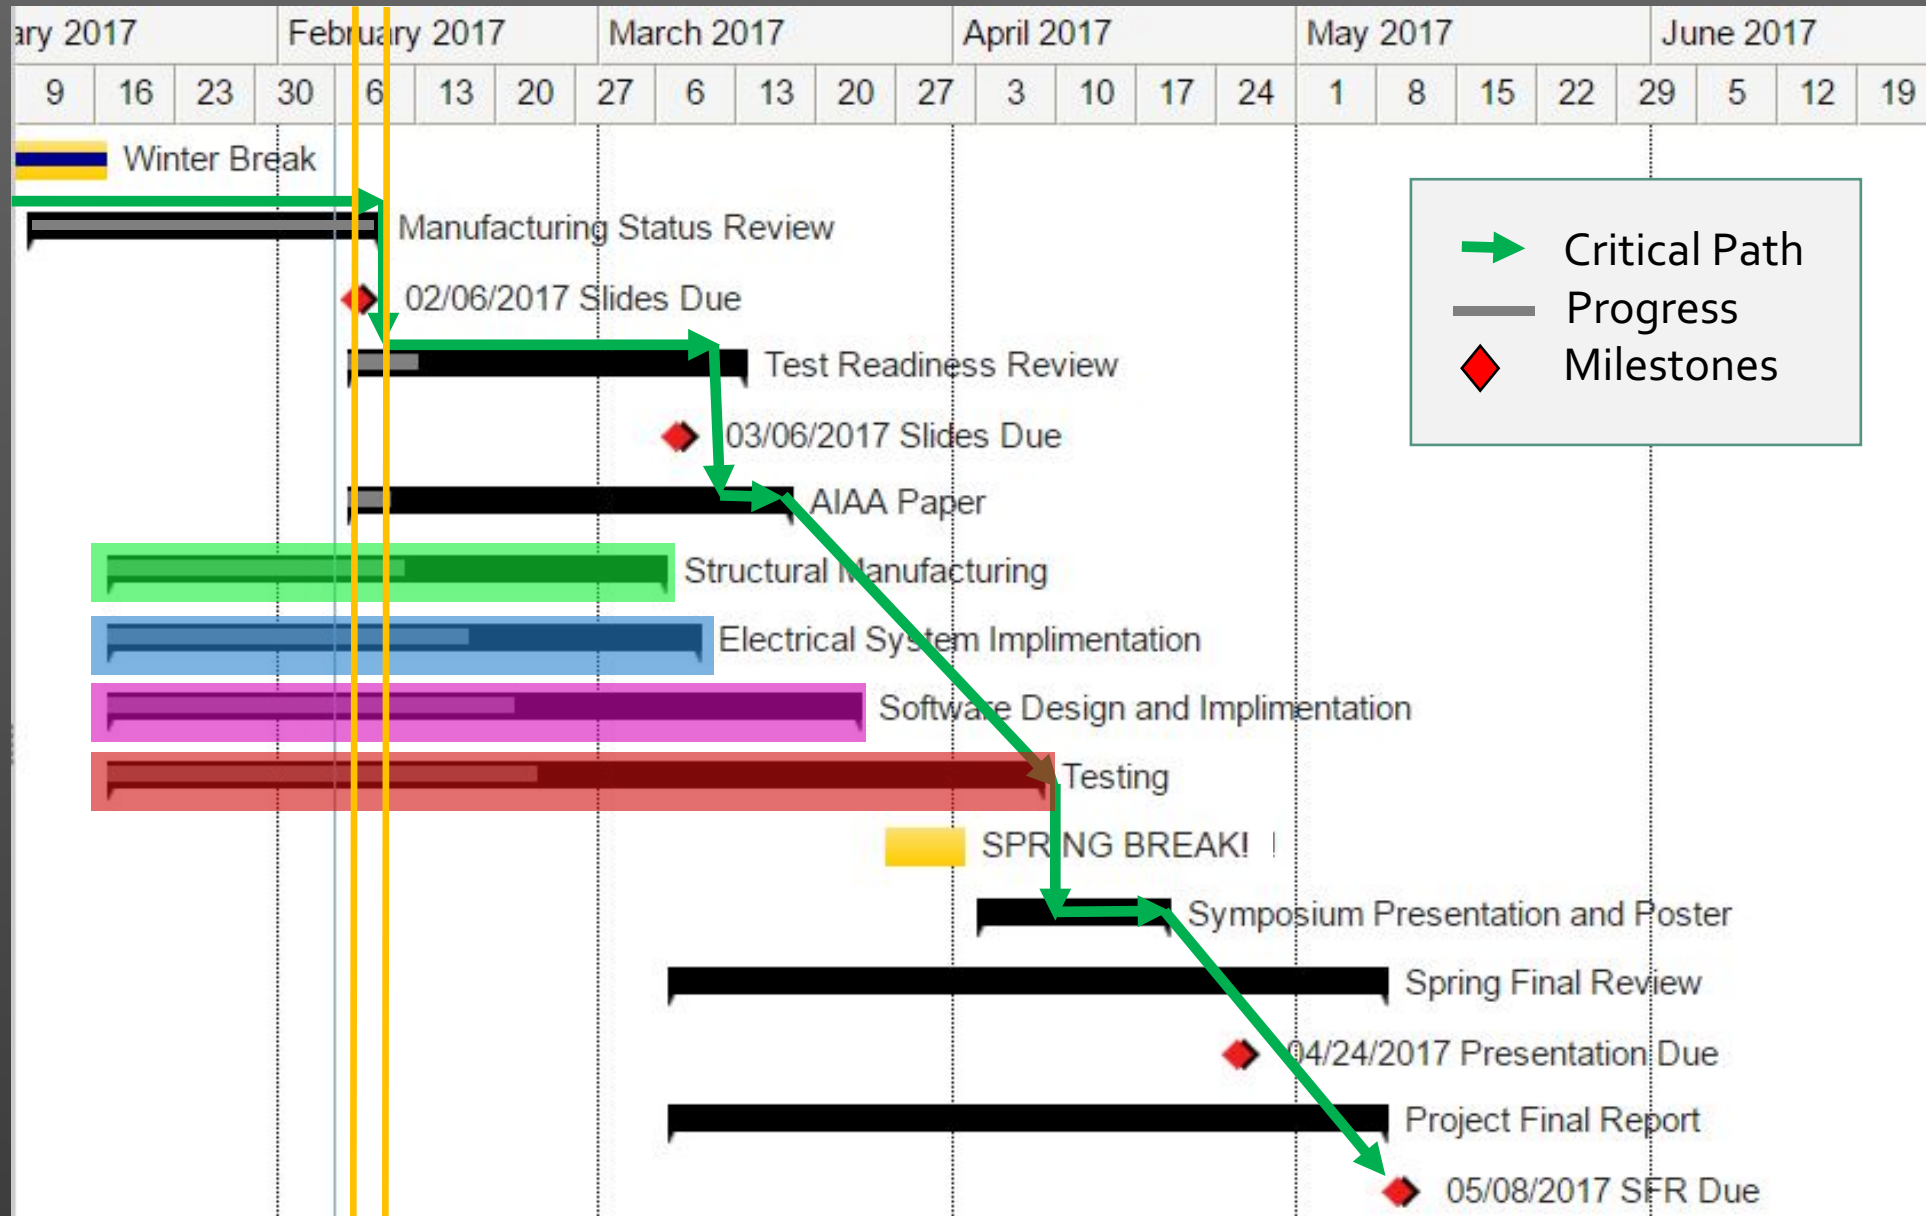 ary 2017 February 2017 March 2017 April 2017 May 2017 June 2017
9 16 23 30 6 13 20 27 6 13 20 27 3 10 17 24 1 8 15 22 29 5 12 19
Winter Break
Manufacturing Status Review
02/06/2017 Slides Due
Test Readiness Review
03/06/2017 Slides Due
AIAA Paper
Structural Manufacturing
Electrical System Implimentation
Software Design and Implimentation
Testing
SPRING BREAK! !
Symposium Presentation and Poster
Spring Final Review
04/24/2017 Presentation Due
Project Final Report
05/08/2017 SFR Due
Critical Path
Progress
Milestones